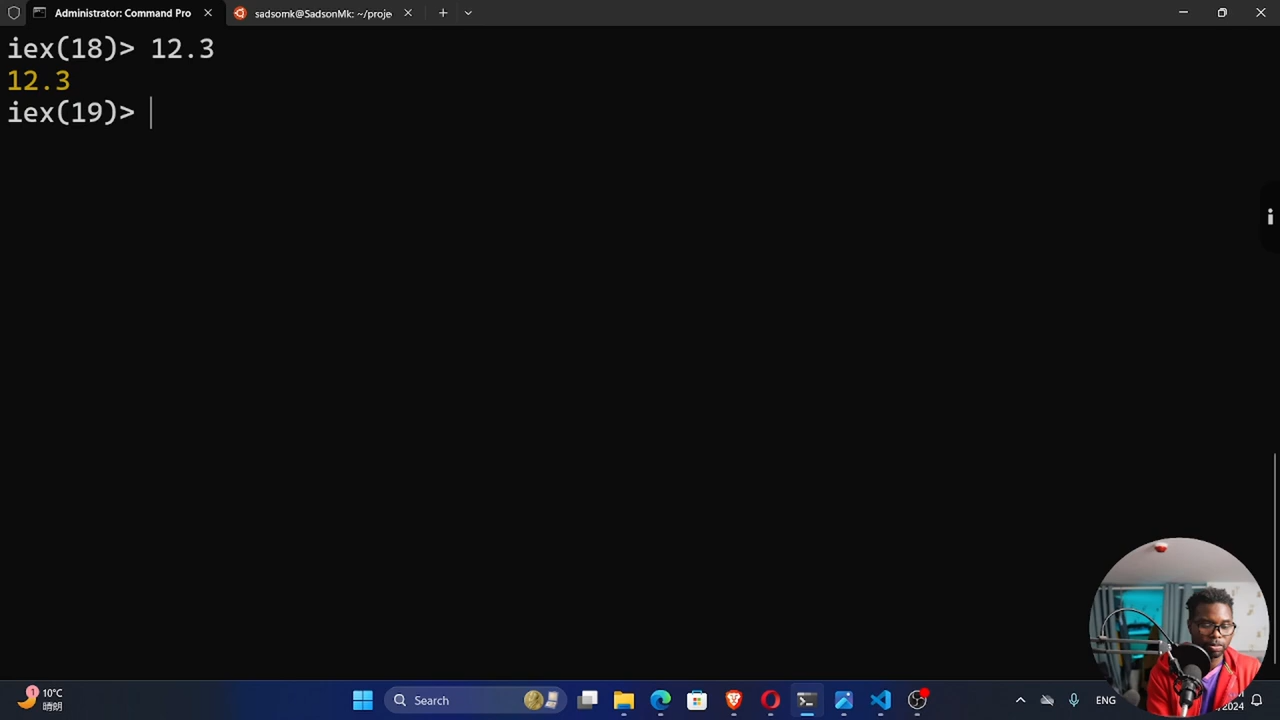 Administrator: Command Pro
sadsomk@SadsonMk: ~/proje
iex(18)> 12.3
12.3
iex(19)>
1
10°C
晴朗
Search
ENG
2024